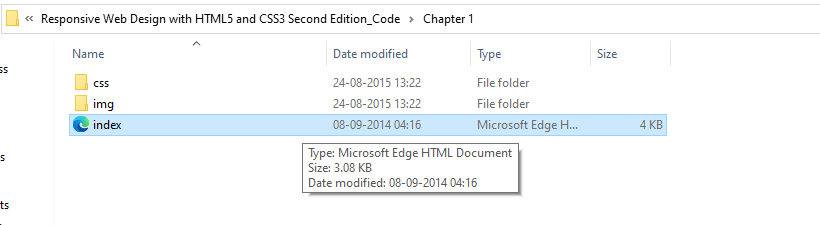 « Responsive Web Design with HTML5 and CSS3 Second Edition_Code > Chapter 1
Name Date modified Type Size
ss
css 24-08-2015 13:22 File folder
img 24-08-2015 13:22 File folder
index 08-09-2014 04:16 Microsoft Edge H... 4 KB
Type: Microsoft Edge HTML Document
s
Size: 3.08 KB
Date modified: 08-09-2014 04:16
ts